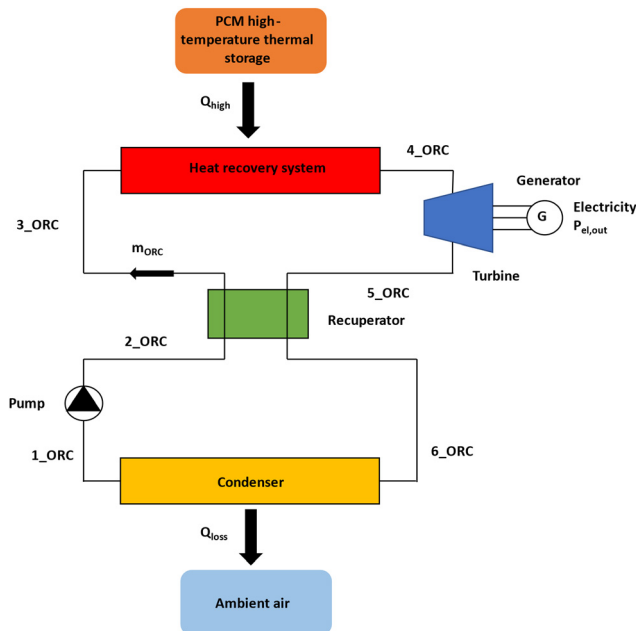 PCM high-
temperature thermal
storage
Qhigh
4_ORC
Heat recovery system
Generator
Electricity
G
Pel,out
3_ORC
mORC
5_ORC
Turbine
Recuperator
2_ORC
Pump
1_ORC
6_ORC
Condenser
Qloss
Ambient air